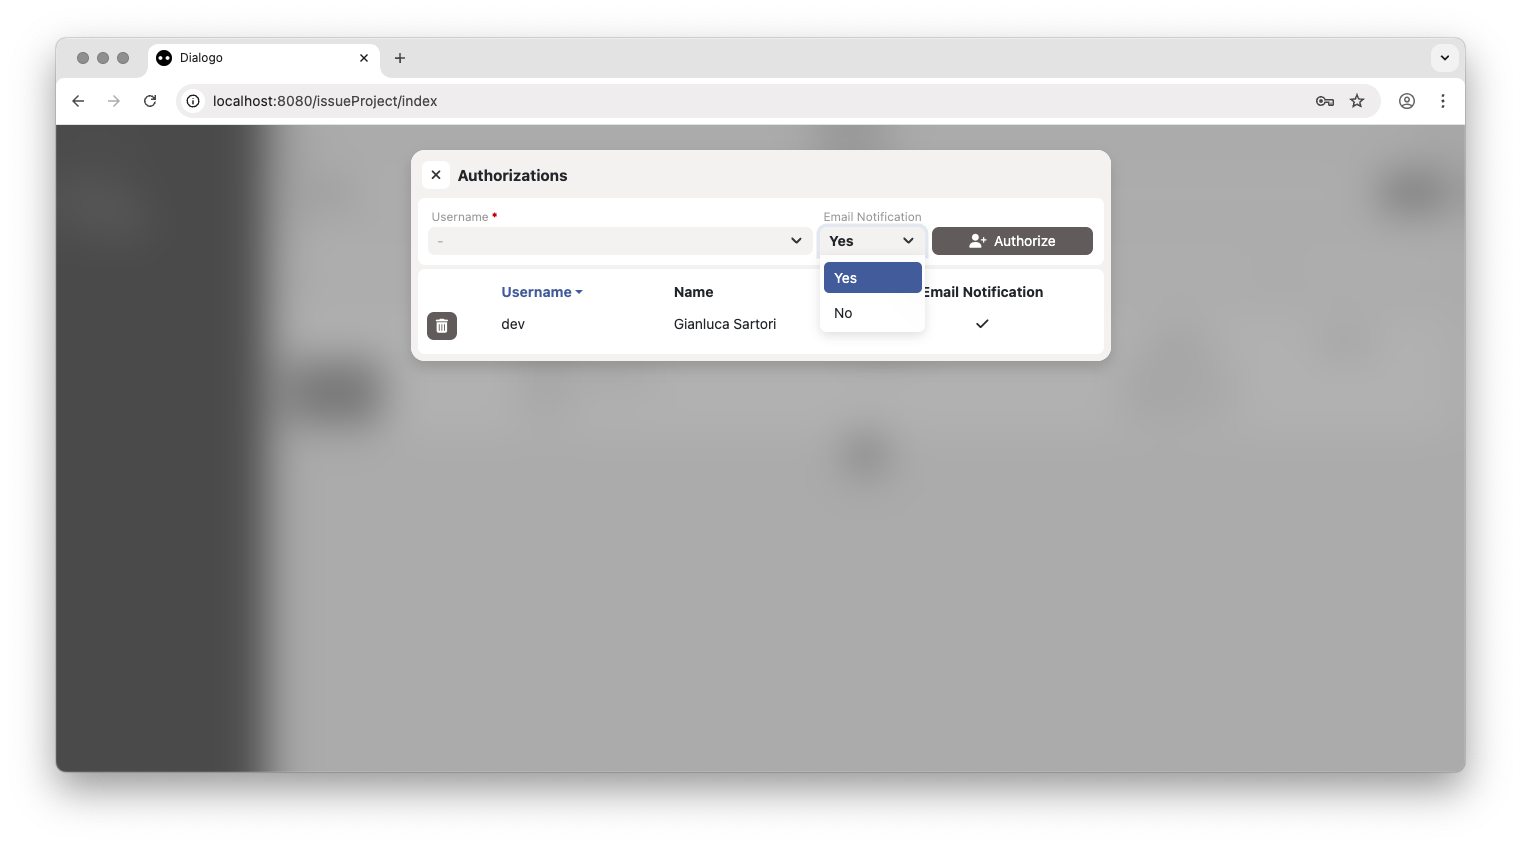 Dialogo
localhost:8080/issueProject/index
Authorizations
Username * Email Notification
- Yes Authorize
Yes
Username Name Email Notification
No
dev Gianluca Sartori